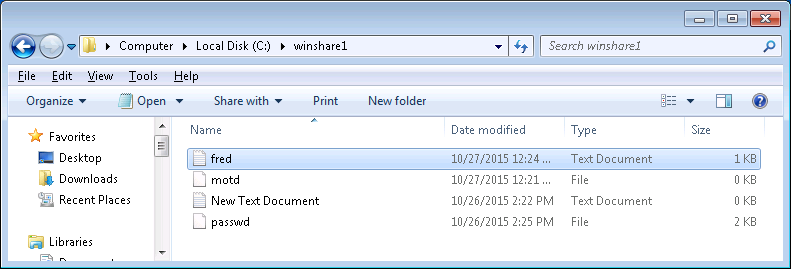 Computer Local Disk (C:) winshare1 Search winshare1
File Edit View Tools Help
Organize Open Share with Print New folder
Name Date modified Type Size
Favorites
Desktop
Downloads
Recent Places
Libraries
fred 10/27/2015 12:24 ... Text Document 1 KB
motd 10/27/2015 12:21 ... File 0 KB
New Text Document 10/26/2015 2:22 PM Text Document 0 KB
passwd 10/26/2015 2:25 PM File 2 KB